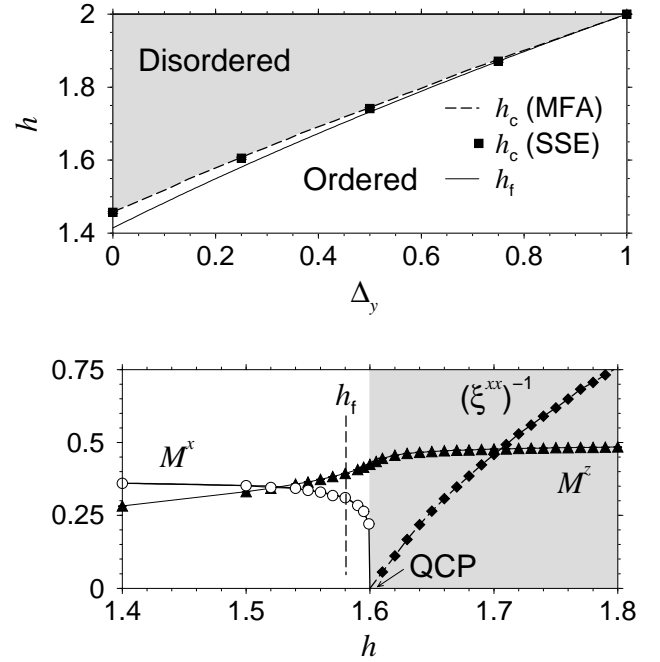 2
1.8
1.6
1.4
h
Disordered
Ordered
h_c (MFA)
h_c (SSE)
h_f
0 0.2 0.4 0.6 0.8 1
Δ_y
0.75
0.5
0.25
0
M^x
h_f
(ξ^xx)^−1
M^z
QCP
1.4 1.5 1.6 1.7 1.8
h